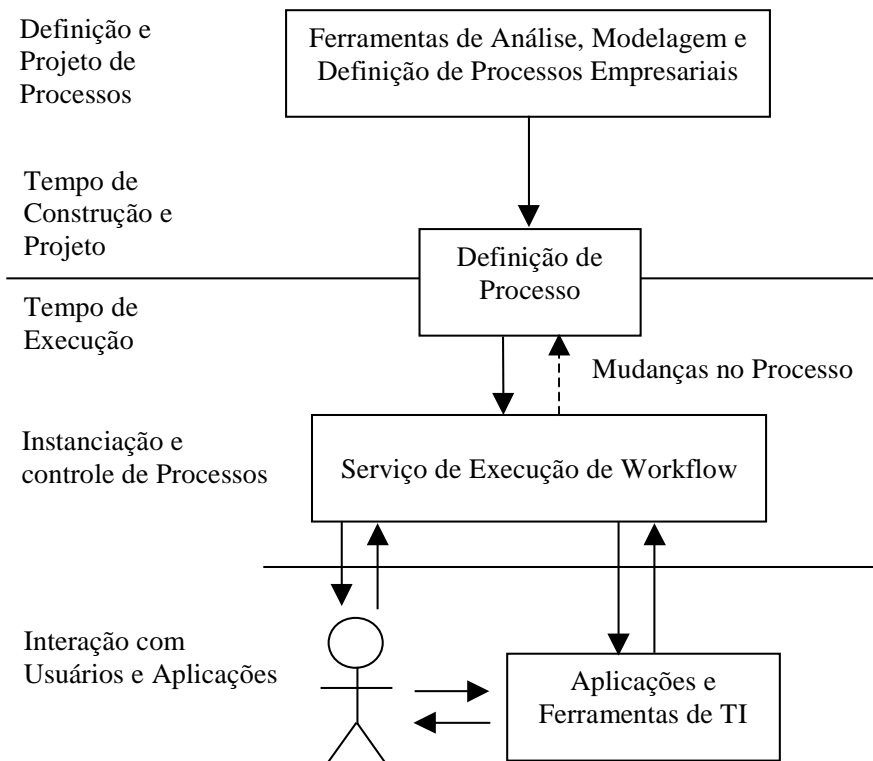 Definição e
Projeto de
Processos
Ferramentas de Análise, Modelagem e
Definição de Processos Empresariais
Tempo de
Construção e
Projeto
Definição de
Processo
Tempo de
Execução
Mudanças no Processo
Instanciação e
controle de Processos
Serviço de Execução de Workflow
Interação com
Usuários e Aplicações
Aplicações e
Ferramentas de TI